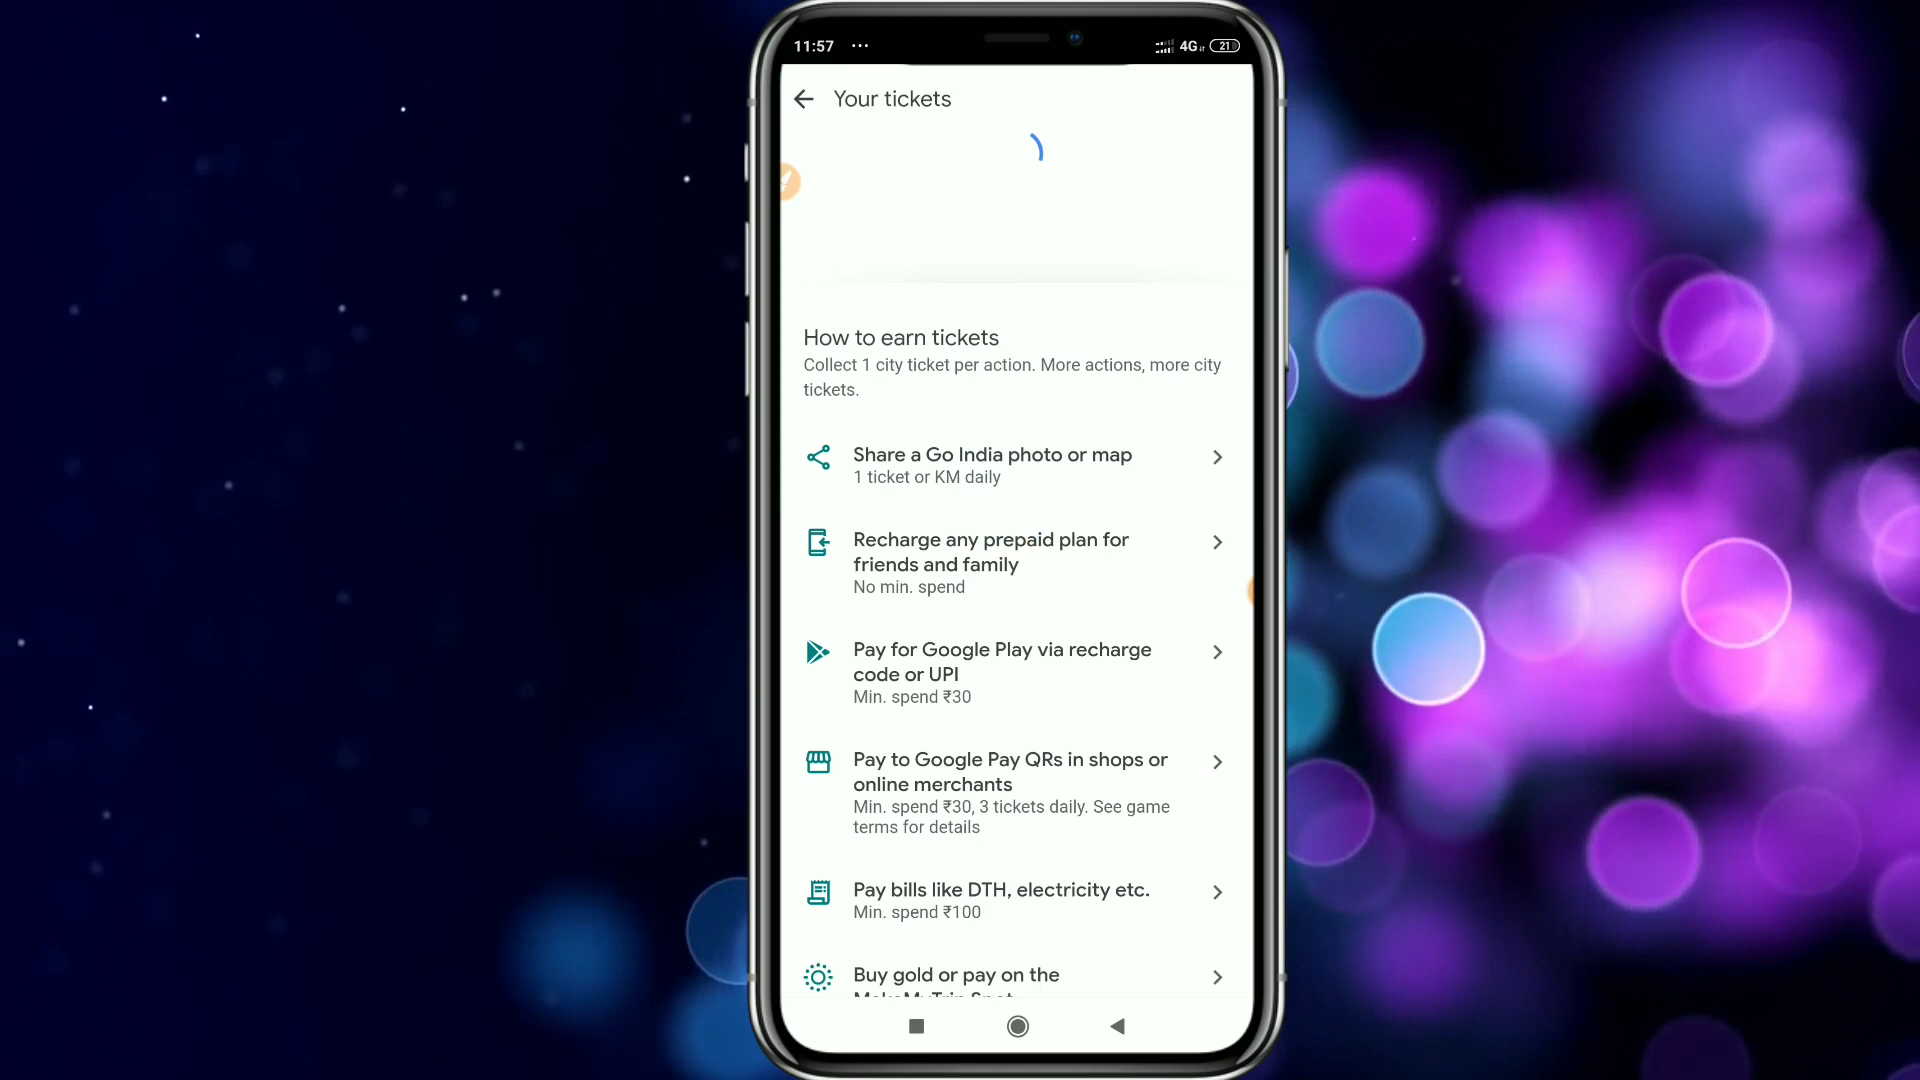 11:57 ... 4G 21
Your tickets
How to earn tickets
Collect 1 city ticket per action. More actions, more city
tickets.
Share a Go India photo or map
1 ticket or KM daily
Recharge any prepaid plan for
friends and family
No min. spend
Pay for Google Play via recharge
code or UPI
Min. spend ₹30
Pay to Google Pay QRs in shops or
online merchants
Min. spend ₹30, 3 tickets daily. See game
terms for details
Pay bills like DTH, electricity etc.
Min. spend ₹100
Buy gold or pay on the
MakeMyTrip Spot